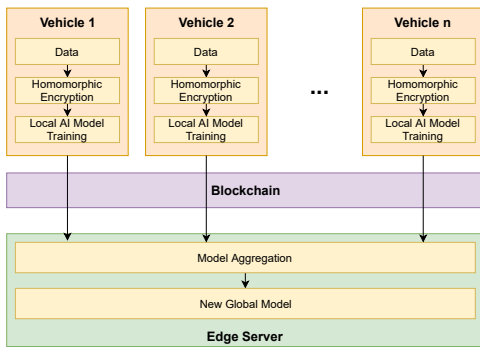 Vehicle 1
Data
Homomorphic
Encryption
Local AI Model
Training
Vehicle 2
Data
Homomorphic
Encryption
Local AI Model
Training
...
Vehicle n
Data
Homomorphic
Encryption
Local AI Model
Training
Blockchain
Model Aggregation
New Global Model
Edge Server